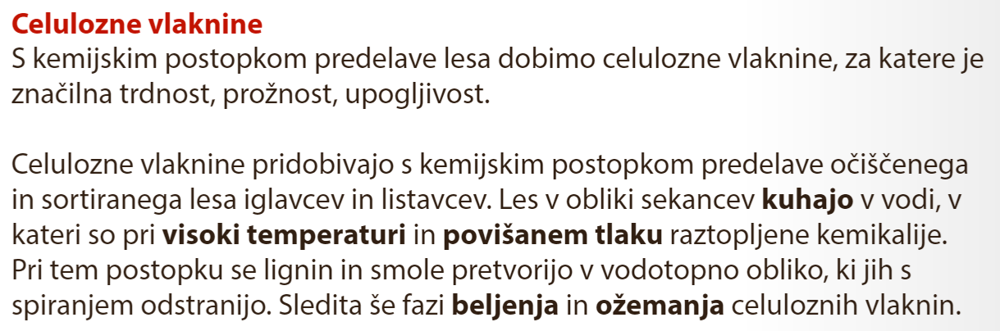 Celulozne vlaknine
S kemijskim postopkom predelave lesa dobimo celulozne vlaknine, za katere je
značilna trdnost, prožnost, upogljivost.
Celulozne vlaknine pridobivajo s kemijskim postopkom predelave očiščenega
in sortiranega lesa iglavcev in listavcev. Les v obliki sekancev kuhajo v vodi, v
kateri so pri visoki temperaturi in povišanem tlaku raztopljene kemikalije.
Pri tem postopku se lignin in smole pretvorijo v vodotopno obliko, ki jih s
spiranjem odstranijo. Sledita še fazi beljenja in ožemanja celuloznih vlaknin.